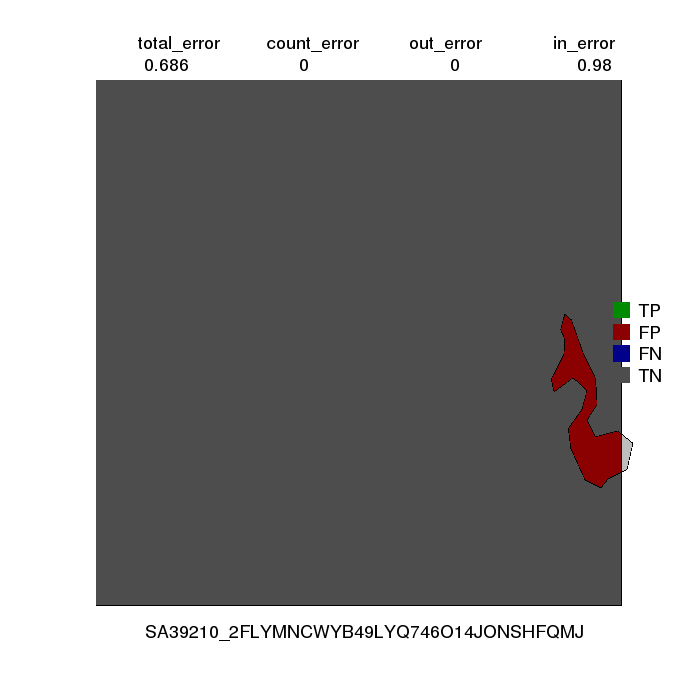 total_error count_error out_error in_error
0.686 0 0 0.98
TP
FP
FN
TN
SA39210_2FLYMNCWYB49LYQ746O14JONSHFQMJ